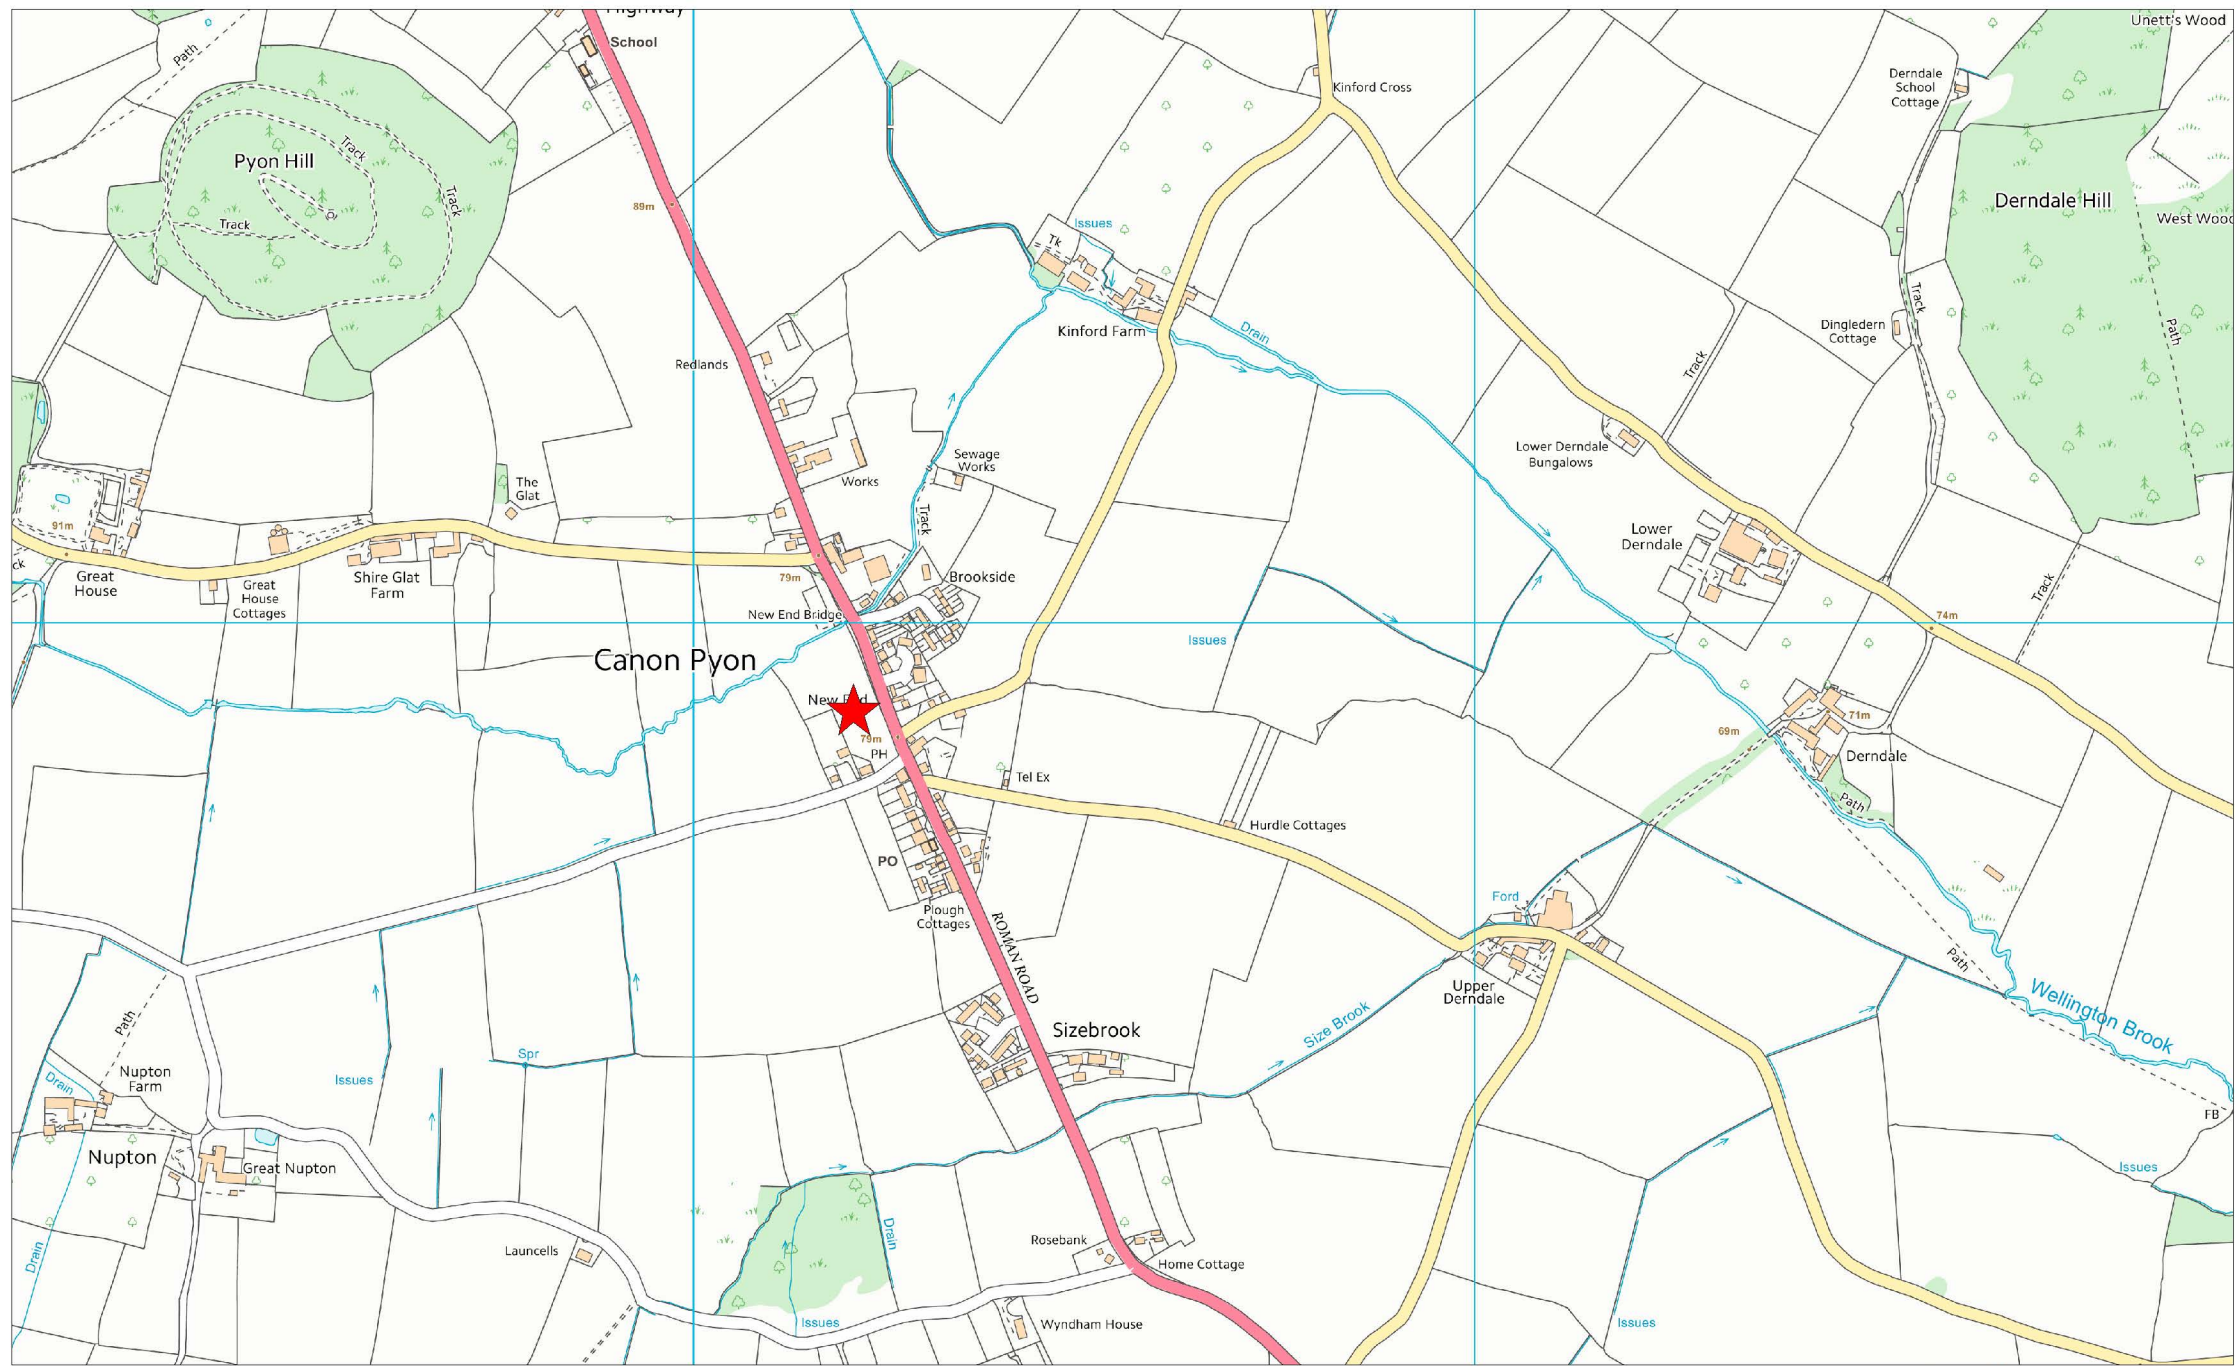 Highway
School
Unett's Wood
Path
Derndale
School
Cottage
Kinford Cross
Pyon Hill
Track
Track
Track
89m
Derndale Hill
West Wood
Issues
Tk
Kinford Farm
Drain
Track
Dingledern
Cottage
Path
Redlands
Track
Lower Derndale
Bungalows
Sewage
Works
Works
The
Glat
Track
91m
Great
House
ck
Great
House
Cottages
Shire Glat
Farm
79m
Brookside
New End Bridge
Lower
Derndale
Track
74m
Issues
Canon Pyon
New End
79m
PH
69m
71m
Derndale
Tel Ex
Path
Hurdle Cottages
PO
Plough
Cottages
ROMAN ROAD
Ford
Path
Upper
Derndale
Wellington Brook
Path
Size Brook
Sizebrook
Spr
Issues
Nupton
Farm
Drain
FB
Nupton
Great Nupton
Issues
Drain
Drain
Launcells
Rosebank
Home Cottage
Issues
Wyndham House
Issues